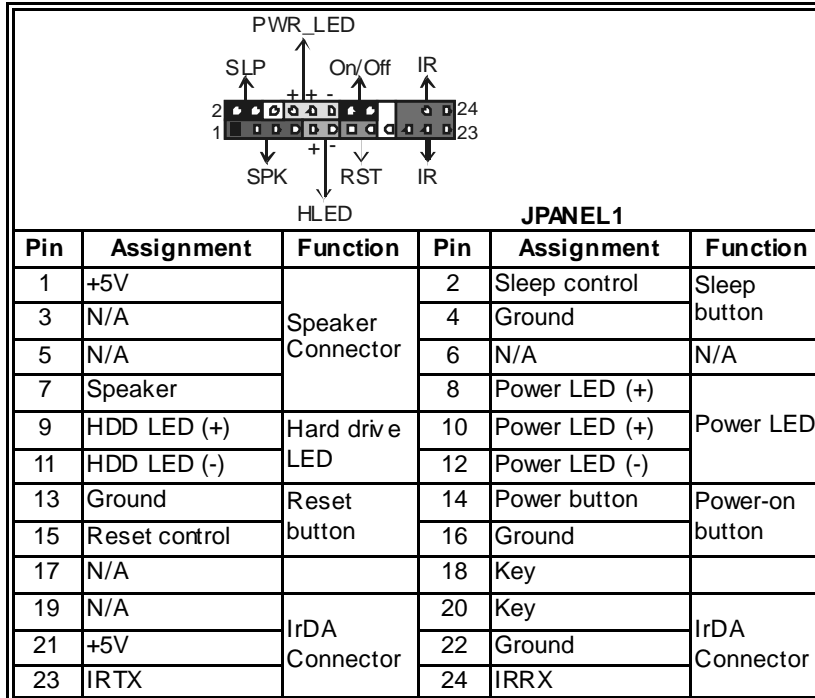 PWR_LED
SLP On/Off IR
+ + -
2 24
1 23
+ -
SPK RST IR
HLED JPANEL1
Pin Assignment Function Pin Assignment Function
1 +5V Speaker Connector 2 Sleep control Sleep button
3 N/A 4 Ground
5 N/A 6 N/A N/A
7 Speaker 8 Power LED (+) Power LED
9 HDD LED (+) Hard drive LED 10 Power LED (+)
11 HDD LED (-) 12 Power LED (-)
13 Ground Reset button 14 Power button Power-on button
15 Reset control 16 Ground
17 N/A 18 Key
19 N/A IrDA Connector 20 Key IrDA Connector
21 +5V 22 Ground
23 IRTX 24 IRRX